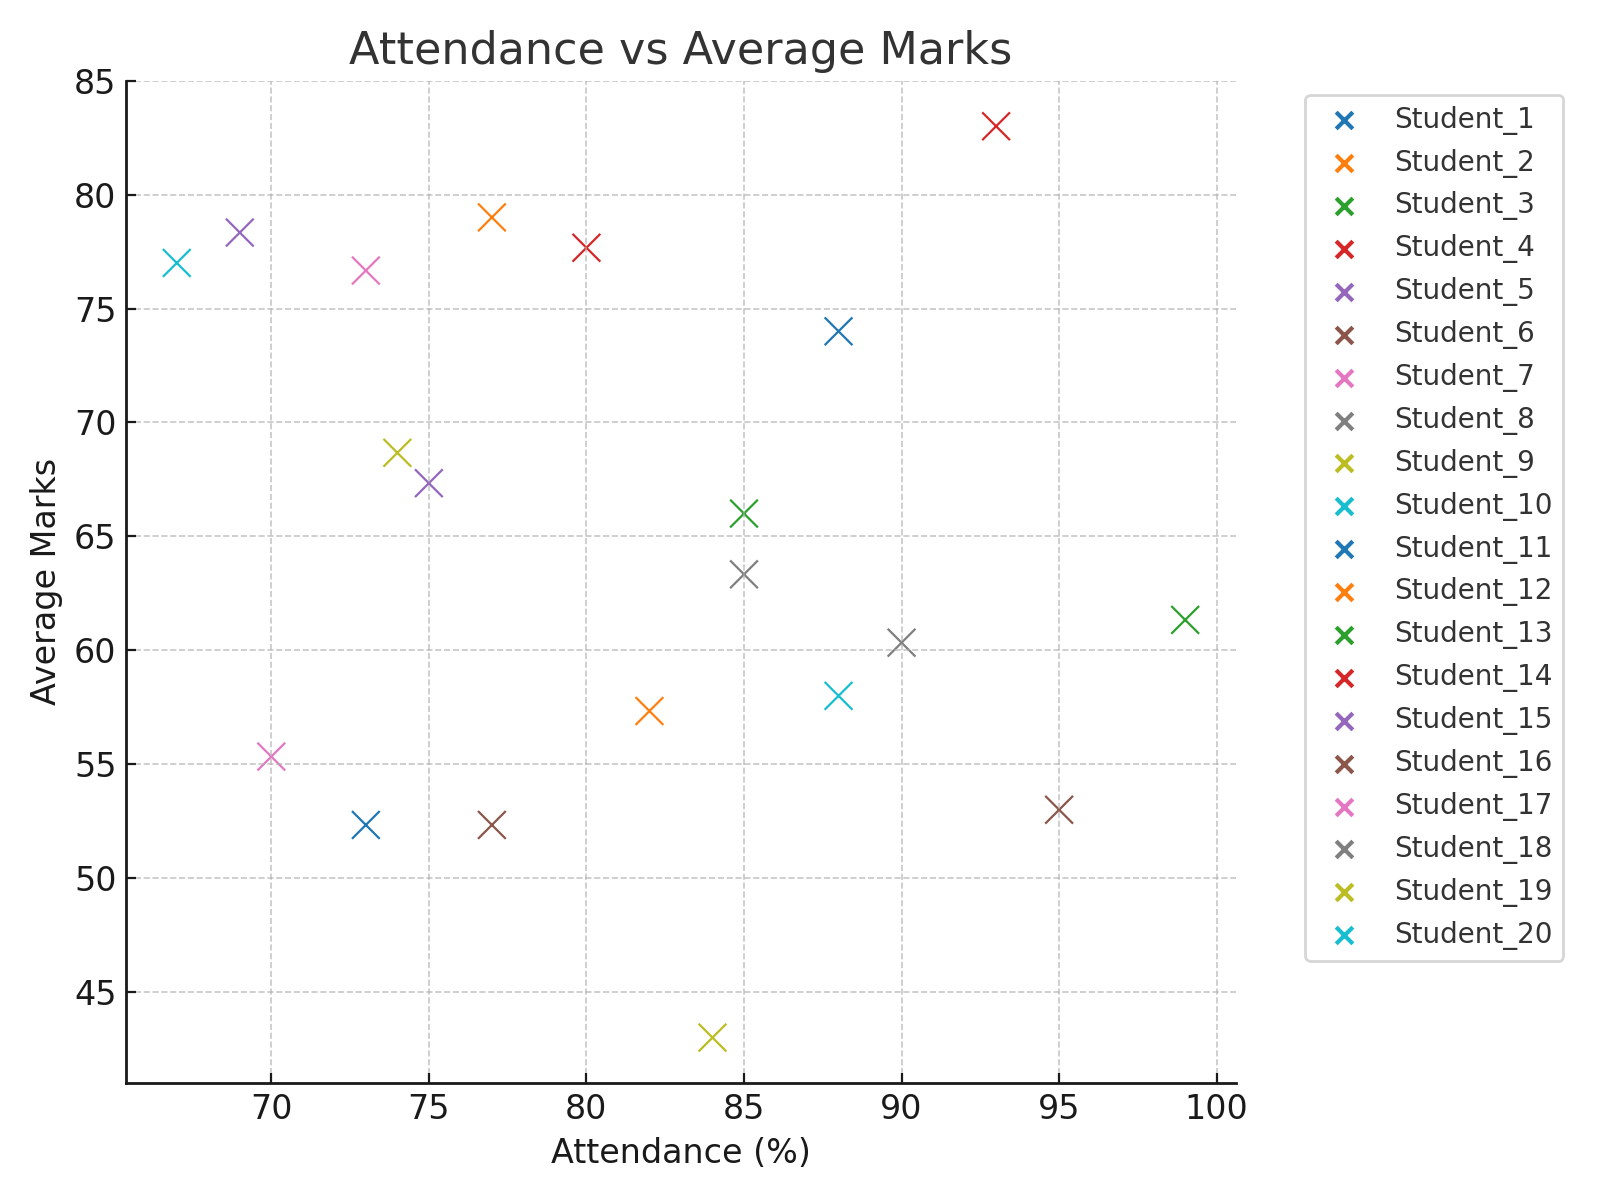 Attendance vs Average Marks
85
80
75
70
65
60
55
50
45
Average Marks
70 75 80 85 90 95 100
Attendance (%)
Student_1
Student_2
Student_3
Student_4
Student_5
Student_6
Student_7
Student_8
Student_9
Student_10
Student_11
Student_12
Student_13
Student_14
Student_15
Student_16
Student_17
Student_18
Student_19
Student_20